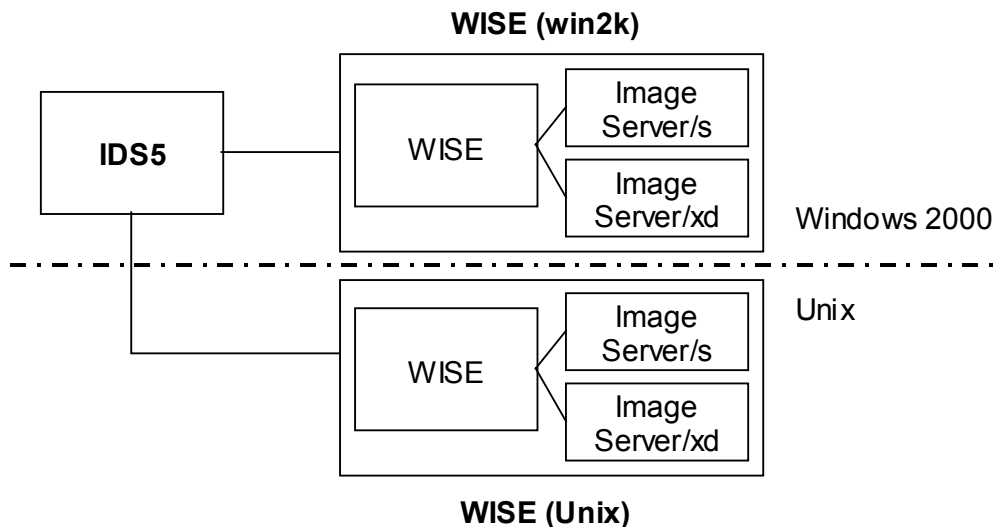 WISE (win2k)
IDS5
WISE
Image
Server/s
Image
Server/xd
Windows 2000
Unix
WISE
Image
Server/s
Image
Server/xd
WISE (Unix)